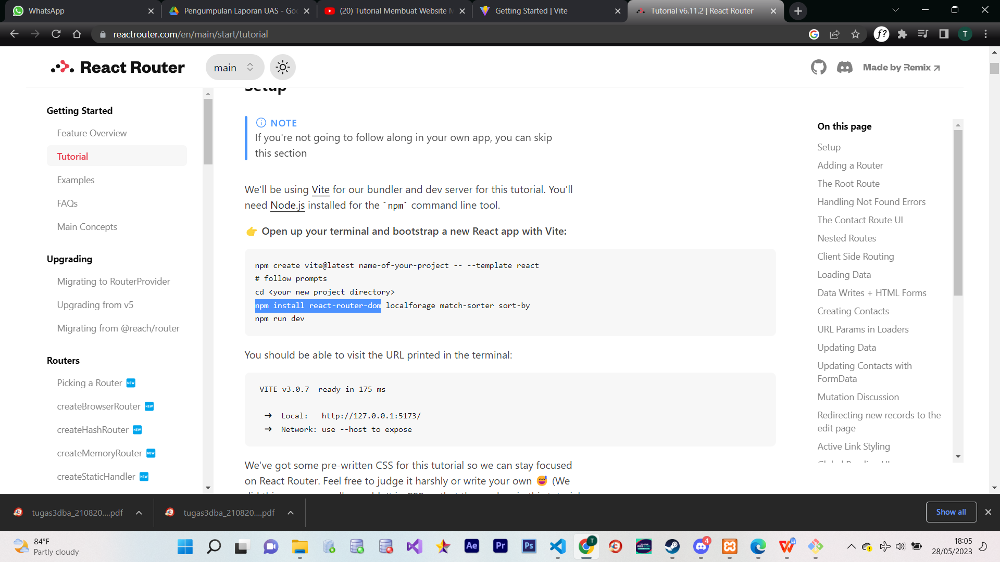 WhatsApp
Pengumpulan Laporan UAS - Goo
(20) Tutorial Membuat Website M
Getting Started | Vite
Tutorial v6.11.2 | React Router
reactrouter.com/en/main/start/tutorial
f?
T
React Router
main
Made by Remix
Getting Started
Feature Overview
Tutorial
Examples
FAQs
Main Concepts
Upgrading
Migrating to RouterProvider
Upgrading from v5
Migrating from @reach/router
Routers
Picking a Router NEW
createBrowserRouter NEW
createHashRouter NEW
createMemoryRouter NEW
createStaticHandler NEW
Setup
NOTE
If you're not going to follow along in your own app, you can skip
this section
We'll be using Vite for our bundler and dev server for this tutorial. You'll
need Node.js installed for the `npm` command line tool.
👉 Open up your terminal and bootstrap a new React app with Vite:
npm create vite@latest name-of-your-project -- --template react
# follow prompts
cd <your new project directory>
npm install react-router-dom localforage match-sorter sort-by
npm run dev
You should be able to visit the URL printed in the terminal:
VITE v3.0.7  ready in 175 ms
➜  Local:   http://127.0.0.1:5173/
➜  Network: use --host to expose
We've got some pre-written CSS for this tutorial so we can stay focused
on React Router. Feel free to judge it harshly or write your own 😅 (We
On this page
Setup
Adding a Router
The Root Route
Handling Not Found Errors
The Contact Route UI
Nested Routes
Client Side Routing
Loading Data
Data Writes + HTML Forms
Creating Contacts
URL Params in Loaders
Updating Data
Updating Contacts with
FormData
Mutation Discussion
Redirecting new records to the
edit page
Active Link Styling
tugas3dba_210820....pdf
tugas3dba_210820....pdf
Show all
84°F
Partly cloudy
Ae
Pr
Ps
T
4
18:05
28/05/2023